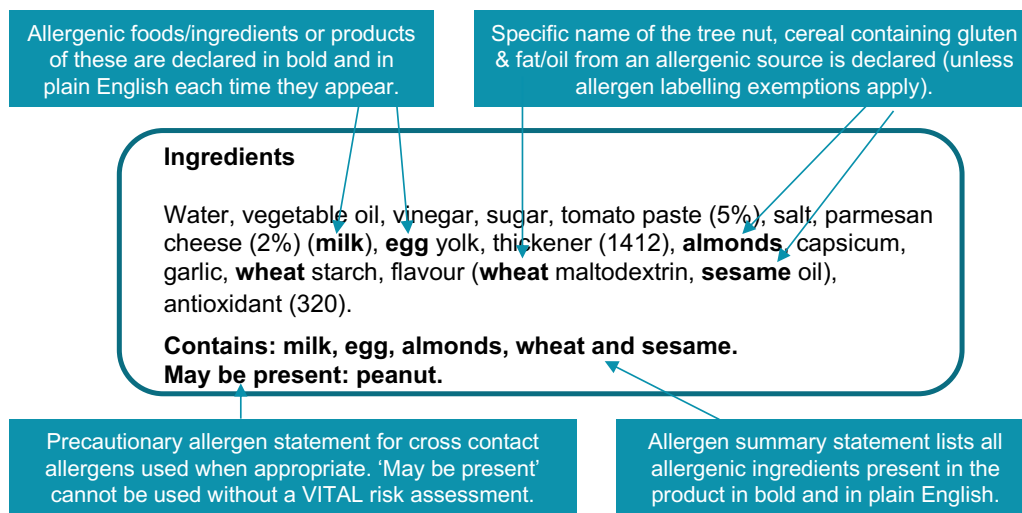 Allergenic foods/ingredients or products
of these are declared in bold and in
plain English each time they appear.
Specific name of the tree nut, cereal containing gluten
& fat/oil from an allergenic source is declared (unless
allergen labelling exemptions apply).
Ingredients
Water, vegetable oil, vinegar, sugar, tomato paste (5%), salt, parmesan
cheese (2%) (milk), egg yolk, thickener (1412), almonds, capsicum,
garlic, wheat starch, flavour (wheat maltodextrin, sesame oil),
antioxidant (320).
Contains: milk, egg, almonds, wheat and sesame.
May be present: peanut.
Precautionary allergen statement for cross contact
allergens used when appropriate. ‘May be present’
cannot be used without a VITAL risk assessment.
Allergen summary statement lists all
allergenic ingredients present in the
product in bold and in plain English.